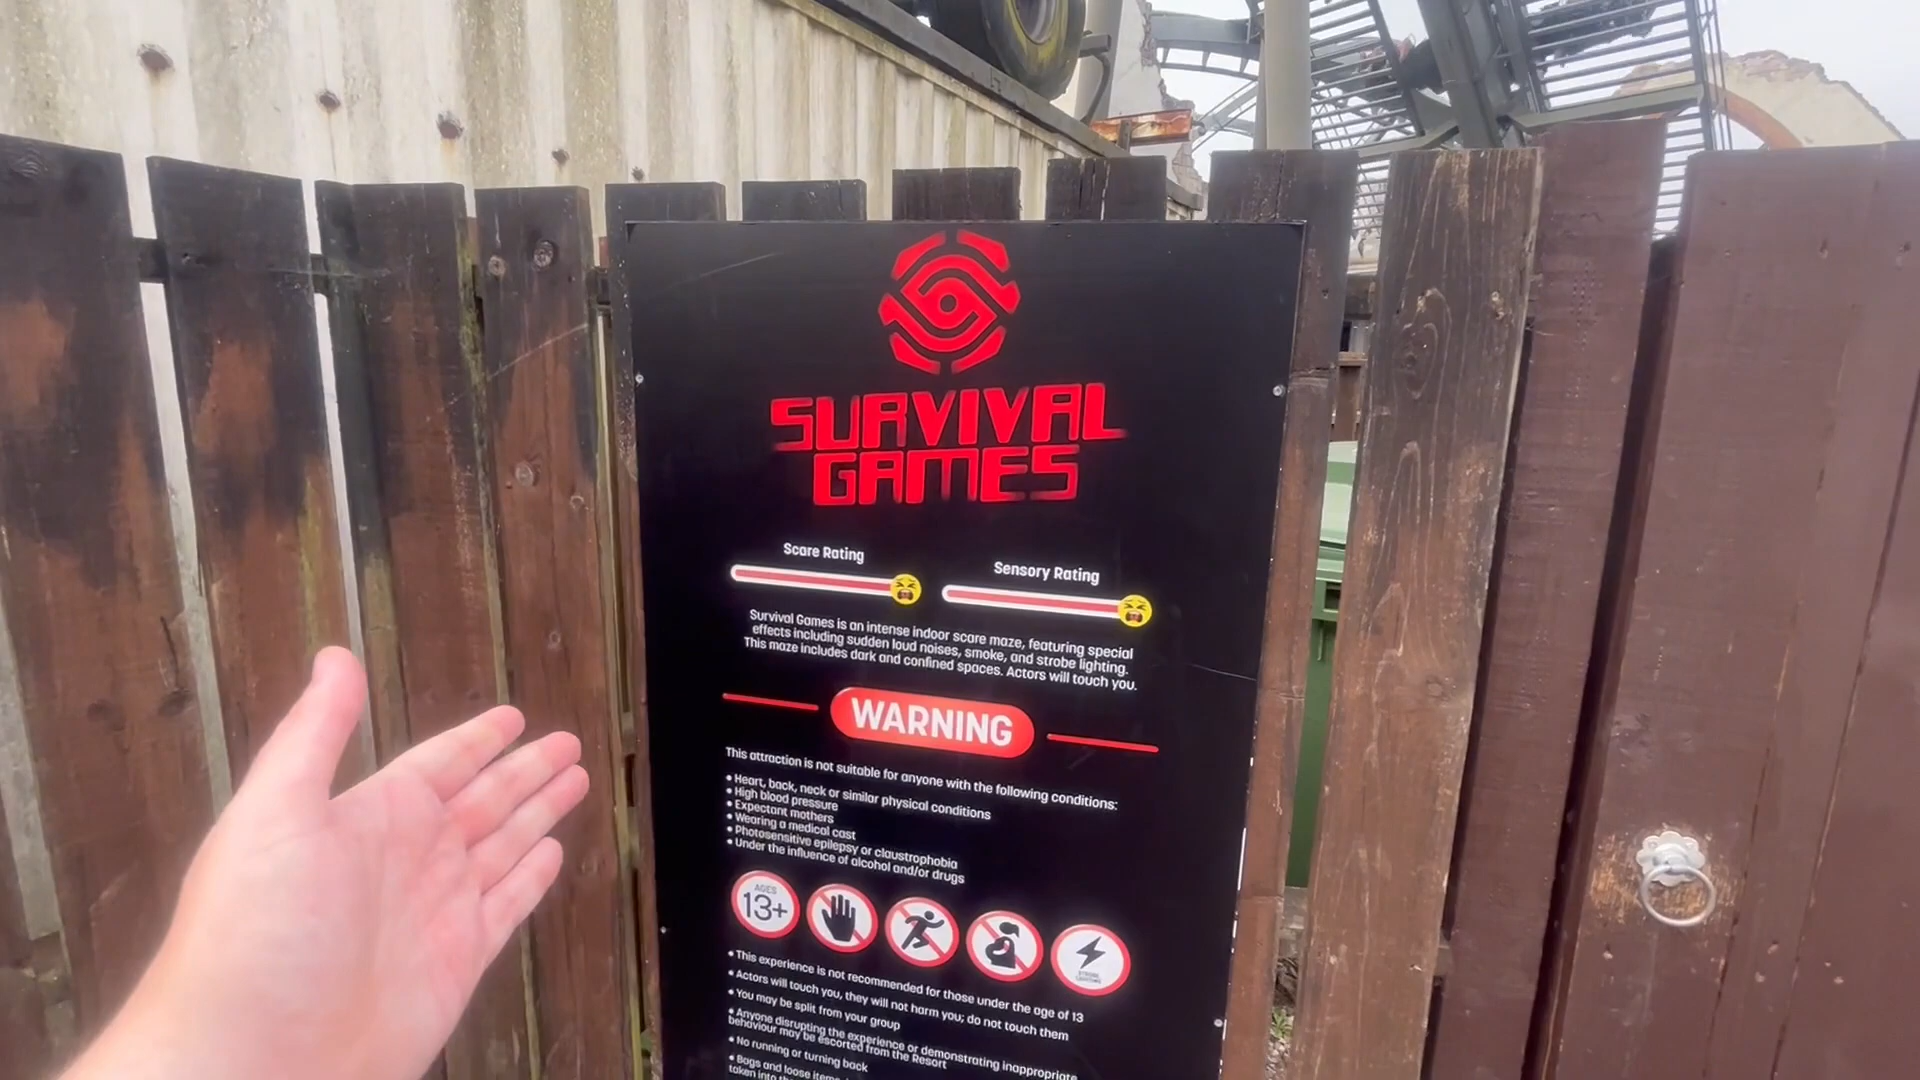 SURVIVAL
GAMES
Scare Rating
Sensory Rating
Survival Games is an intense indoor scare maze, featuring special
effects including sudden loud noises, smoke, and strobe lighting.
This maze includes dark and confined spaces. Actors will touch you.
WARNING
This attraction is not suitable for anyone with the following conditions:
• Heart, back, neck or similar physical conditions
• High blood pressure
• Expectant mothers
• Wearing a medical cast
• Photosensitive epilepsy or claustrophobia
• Under the influence of alcohol and/or drugs
AGES
13+
STROBE
LIGHTING
• This experience is not recommended for those under the age of 13
• Actors will touch you, they will not harm you; do not touch them
• You may be split from your group
• Anyone disrupting the experience or demonstrating inappropriate
behaviour may be escorted from the Resort
• No running or turning back
• Bags and loose items
taken into the